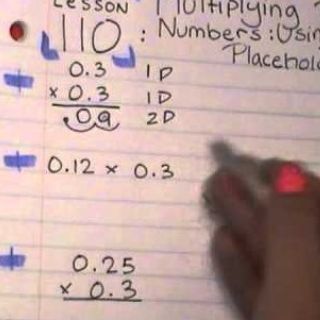 LESSON Multiplying
110 : Numbers: Usin
Placehol
0.3 1D
x 0.3 1D
.09 2D
0.12 x 0.3
0.25
x 0.3